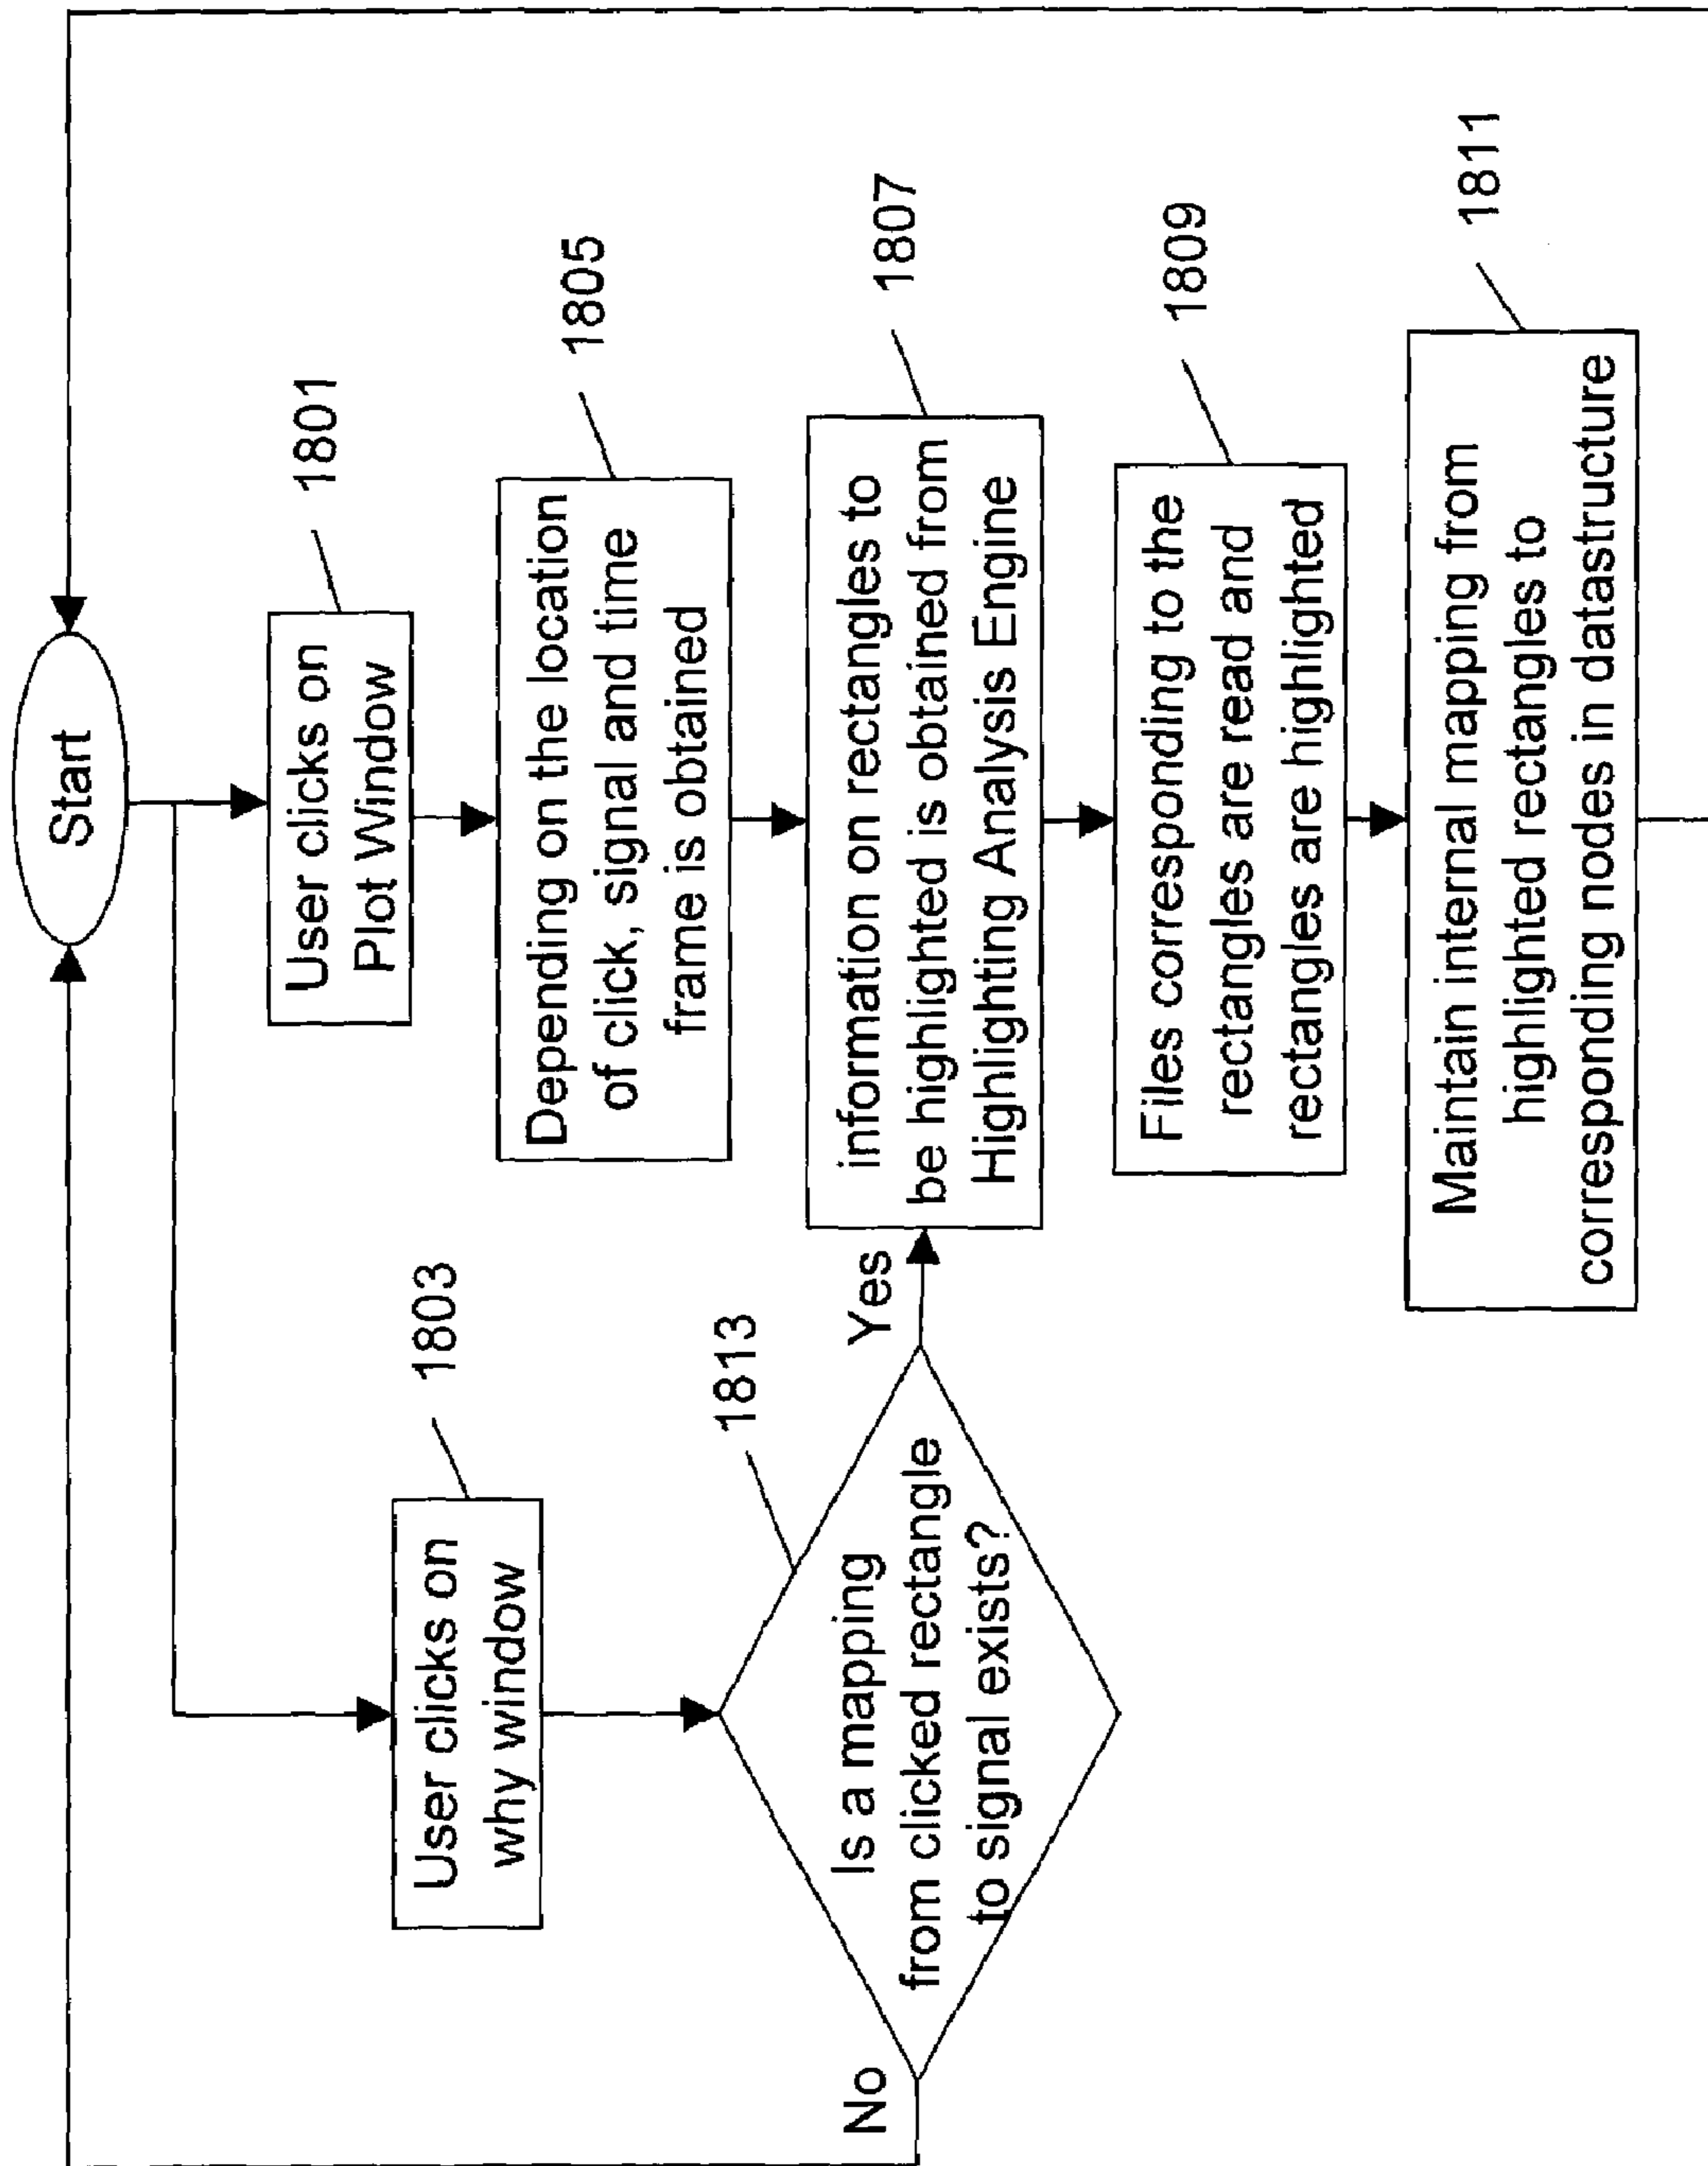 Start
1801
User clicks on
Plot Window
1803
User clicks on
why window
1805
Depending on the location
of click, signal and time
frame is obtained
1813
Is a mapping
from clicked rectangle
to signal exists?
No
Yes
1807
information on rectangles to
be highlighted is obtained from
Highlighting Analysis Engine
1809
Files corresponding to the
rectangles are read and
rectangles are highlighted
1811
Maintain internal mapping from
highlighted rectangles to
corresponding nodes in datastructure